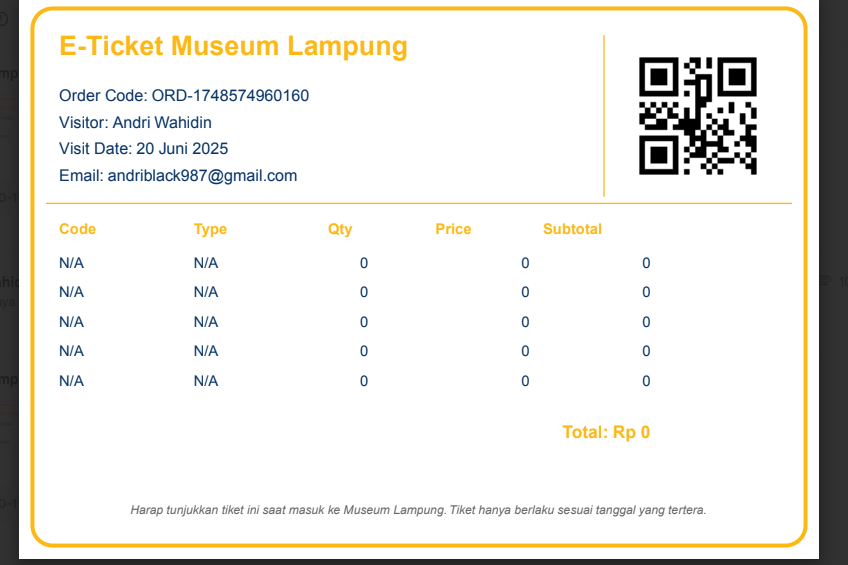 E-Ticket Museum Lampung
Order Code: ORD-1748574960160
Visitor: Andri Wahidin
Visit Date: 20 Juni 2025
Email: andriblack987@gmail.com
Code Type Qty Price Subtotal
N/A N/A 0 0 0
N/A N/A 0 0 0
N/A N/A 0 0 0
N/A N/A 0 0 0
N/A N/A 0 0 0
Total: Rp 0
Harap tunjukkan tiket ini saat masuk ke Museum Lampung. Tiket hanya berlaku sesuai tanggal yang tertera.